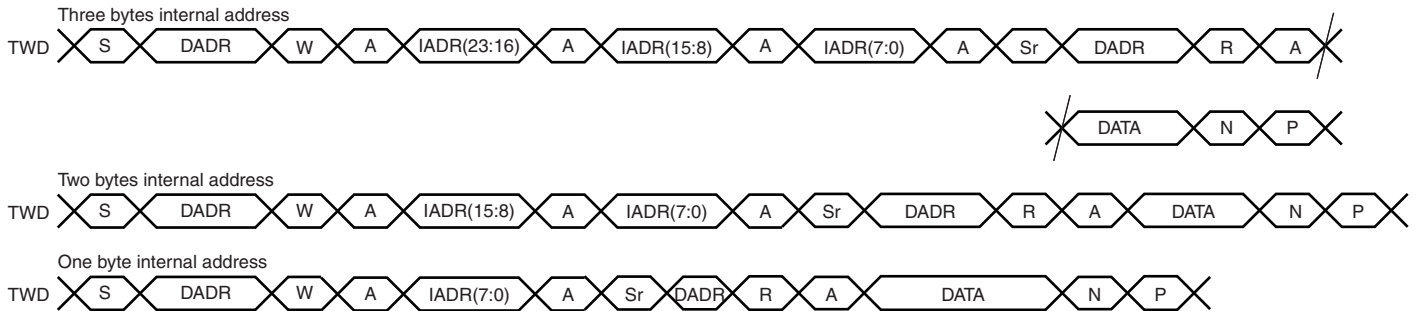 Three bytes internal address
TWD S DADR W A IADR(23:16) A IADR(15:8) A IADR(7:0) A Sr DADR R A
DATA N P
Two bytes internal address
TWD S DADR W A IADR(15:8) A IADR(7:0) A Sr DADR R A DATA N P
One byte internal address
TWD S DADR W A IADR(7:0) A Sr DADR R A DATA N P